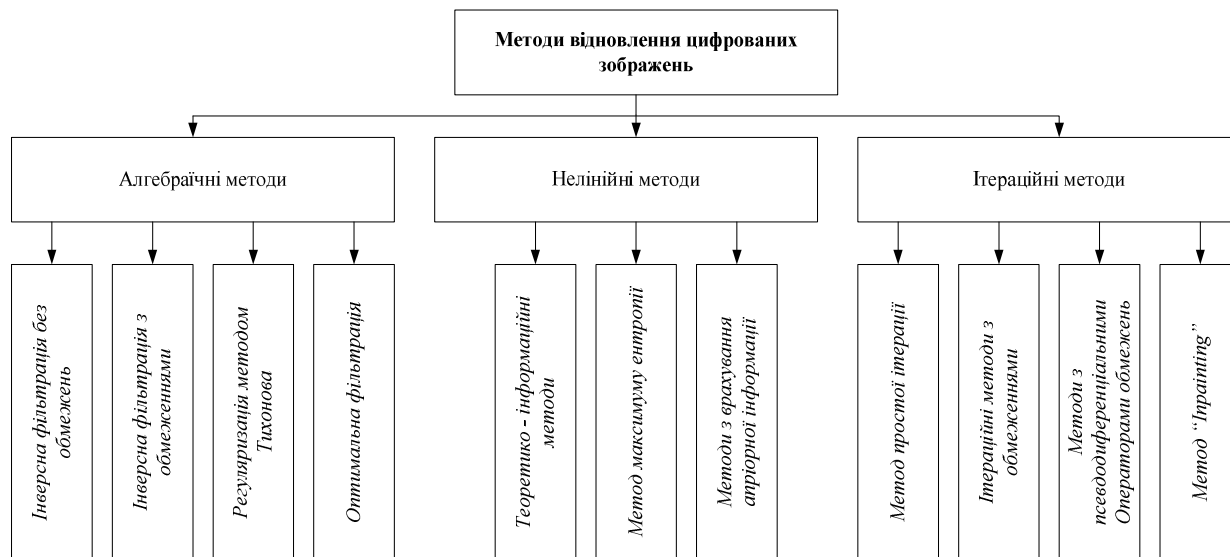 Методи відновлення цифрованих
зображень
Алгебраїчні методи
Нелінійні методи
Ітераційні методи
Інверсна фільтрація без
обмежень
Інверсна фільтрація з
обмеженнями
Регуляризація методом
Тихонова
Оптимальна фільтрація
Теоретико - інформаційні
методи
Метод максимуму ентропії
Методи з врахування
апріорної інформації
Метод простої ітерації
Ітераційні методи з
обмеженнями
Методи з
псевдодиференціальними
Операторами обмежень
Метод “Inpainting”